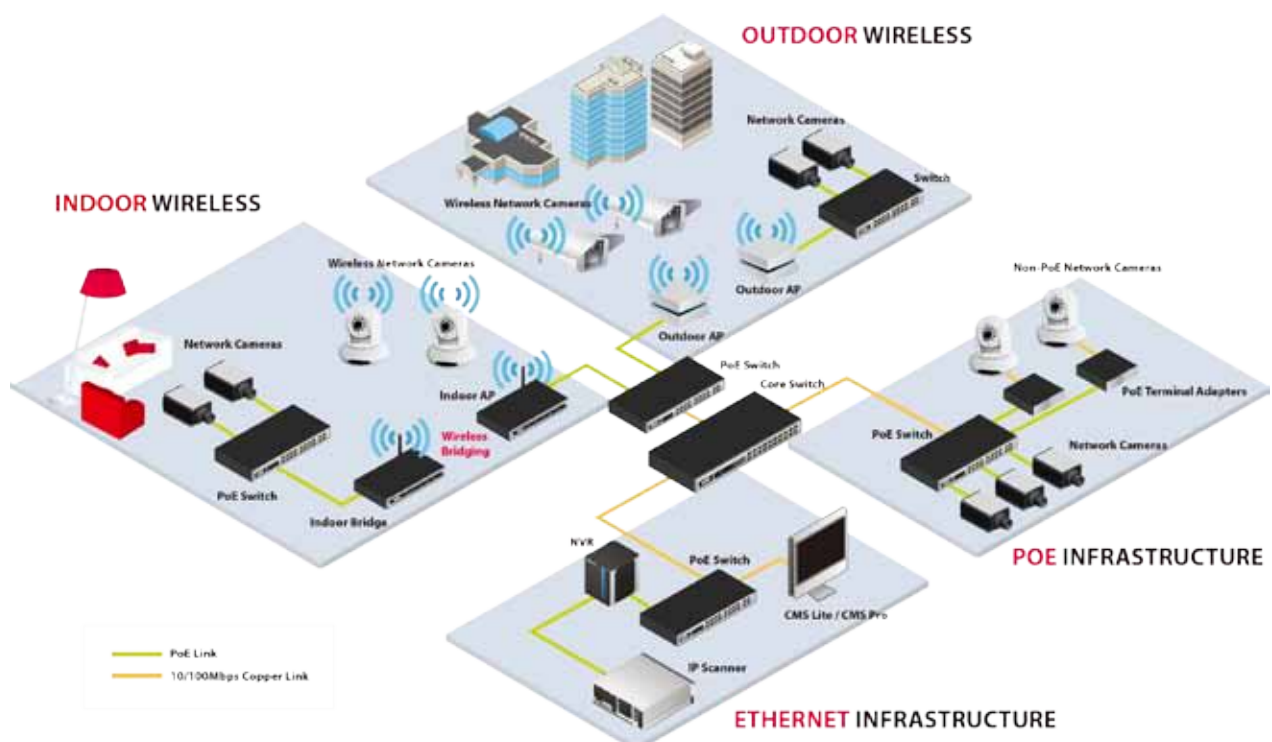 OUTDOOR WIRELESS
Network Cameras
Switch
Wireless Network Cameras
Outdoor AP
Outdoor AP
INDOOR WIRELESS
Wireless Network Cameras
Network Cameras
Indoor AP
Wireless
Bridging
PoE Switch
Indoor Bridge
PoE Switch
Core Switch
Non-PoE Network Cameras
PoE Terminal Adapters
PoE Switch
Network Cameras
POE INFRASTRUCTURE
NVR
PoE Switch
CMS Lite / CMS Pro
IP Scanner
ETHERNET INFRASTRUCTURE
PoE Link
10/100Mbps Copper Link